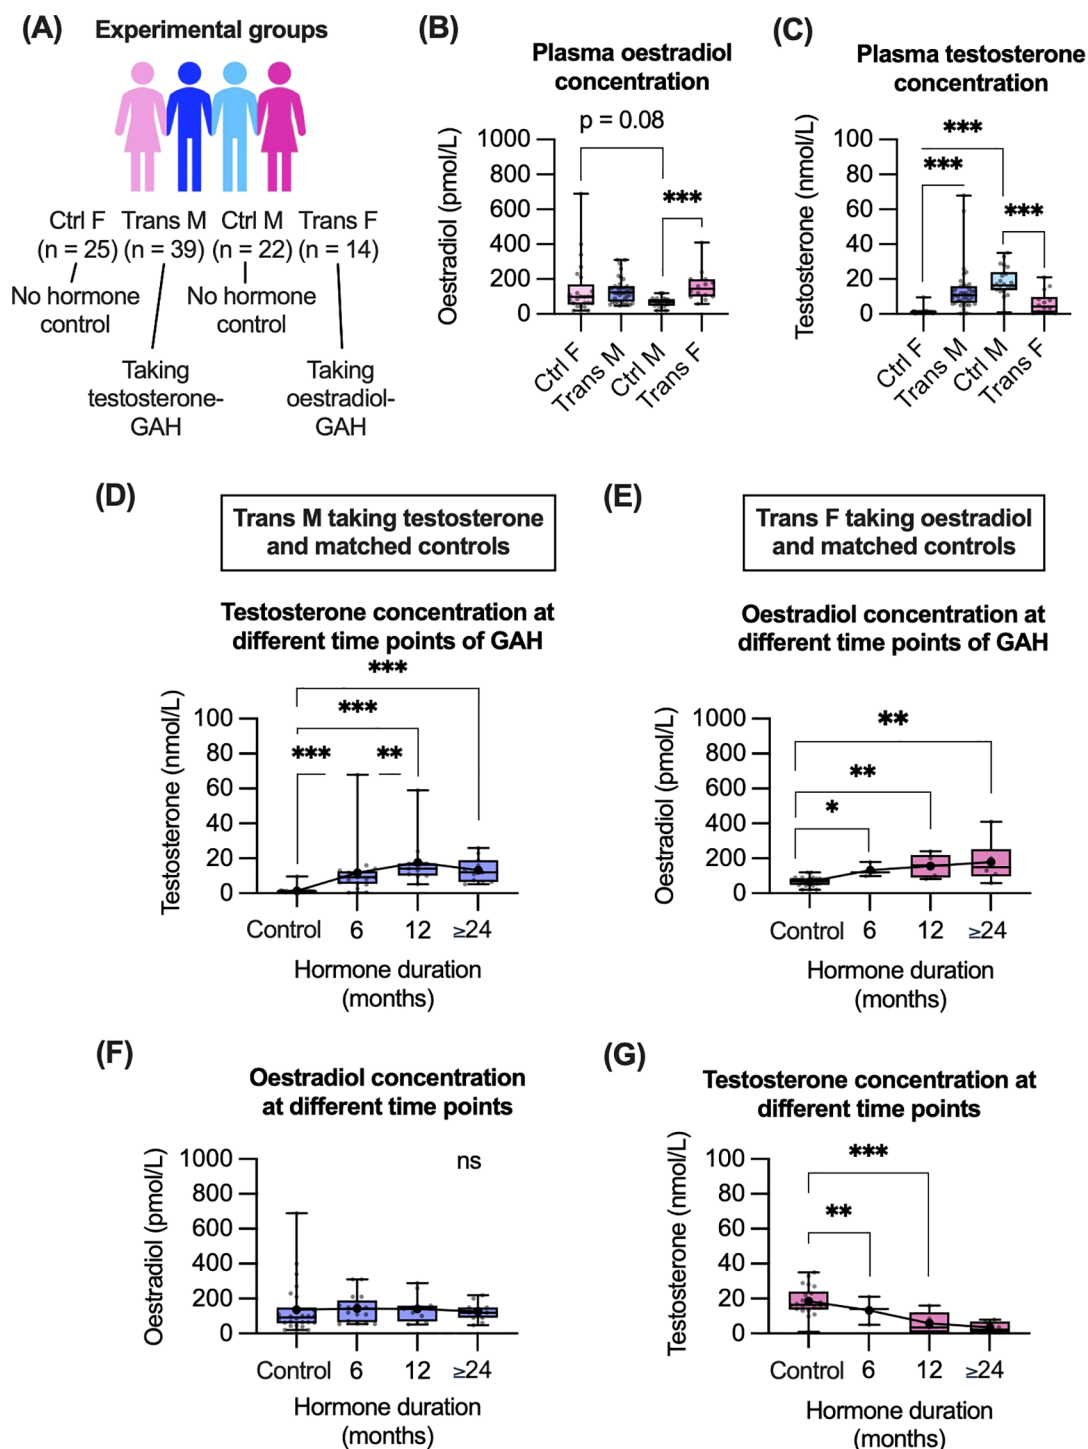 (A)
Experimental groups
Ctrl F Trans M Ctrl M Trans F
(n = 25) (n = 39) (n = 22) (n = 14)
No hormone
control
No hormone
control
Taking
testosterone-
GAH
Taking
oestradiol-
GAH
(B)
Plasma oestradiol
concentration
p = 0.08
***
Oestradiol (pmol/L)
1000
800
600
400
200
0
Ctrl F
Trans M
Ctrl M
Trans F
(C)
Plasma testosterone
concentration
***
***
***
Testosterone (nmol/L)
100
80
60
40
20
0
Ctrl F
Trans M
Ctrl M
Trans F
(D)
Trans M taking testosterone
and matched controls
Testosterone concentration at
different time points of GAH
***
***
*** **
Testosterone (nmol/L)
100
80
60
40
20
0
Control 6 12 ≥24
Hormone duration
(months)
(E)
Trans F taking oestradiol
and matched controls
Oestradiol concentration at
different time points of GAH
**
**
*
Oestradiol (pmol/L)
1000
800
600
400
200
0
Control 6 12 ≥24
Hormone duration
(months)
(F)
Oestradiol concentration
at different time points
ns
Oestradiol (pmol/L)
1000
800
600
400
200
0
Control 6 12 ≥24
Hormone duration
(months)
(G)
Testosterone concentration at
different time points
***
**
Testosterone (nmol/L)
100
80
60
40
20
0
Control 6 12 ≥24
Hormone duration
(months)